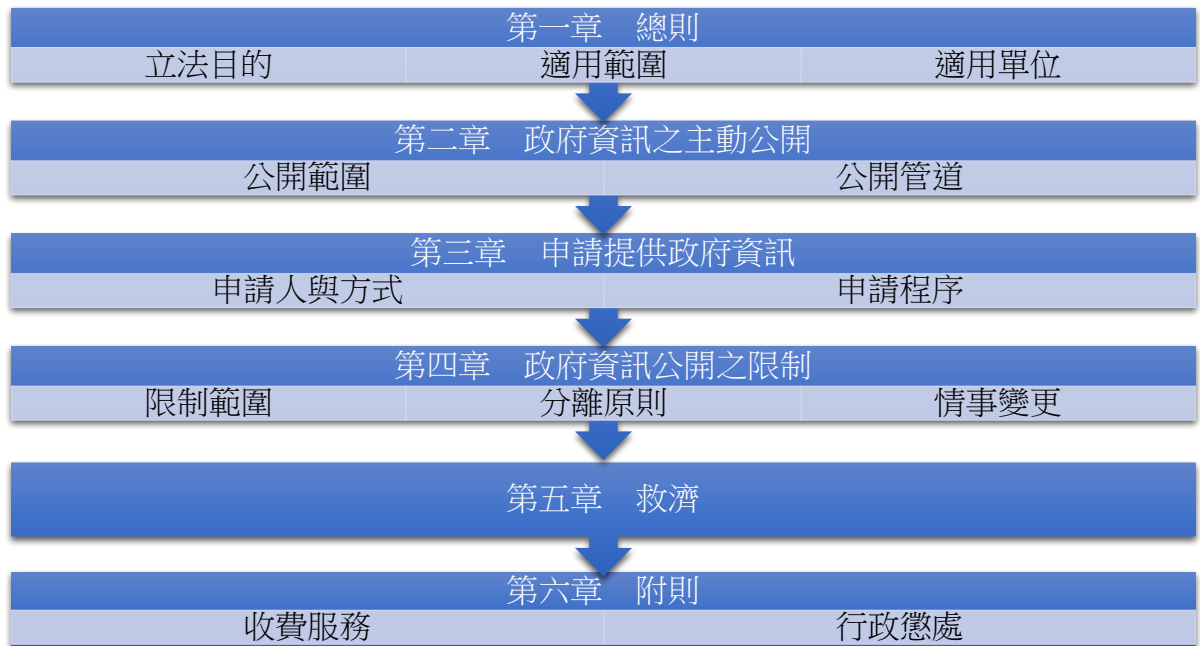 第一章　總則
立法目的　適用範圍　適用單位
第二章　政府資訊之主動公開
公開範圍　公開管道
第三章　申請提供政府資訊
申請人與方式　申請程序
第四章　政府資訊公開之限制
限制範圍　分離原則　情事變更
第五章　救濟
第六章　附則
收費服務　行政懲處